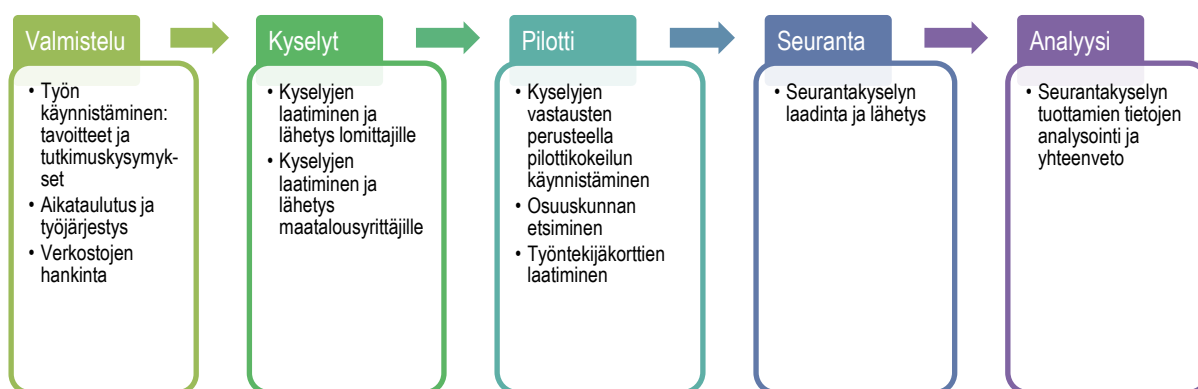 Valmistelu
• Työn
käynnistäminen:
tavoitteet ja
tutkimuskysymyk-
set
• Aikataulutus ja
työjärjestys
• Verkostojen
hankinta
Kyselyt
• Kyselyjen
laatiminen ja
lähetys lomittajille
• Kyselyjen
laatiminen ja
lähetys
maatalousyrittäjille
Pilotti
• Kyselyjen
vastausten
perusteella
pilottikokeilun
käynnistäminen
• Osuuskunnan
etsiminen
• Työntekijäkorttien
laatiminen
Seuranta
• Seurantakyselyn
laadinta ja lähetys
Analyysi
• Seurantakyselyn
tuottamien tietojen
analysointi ja
yhteenveto